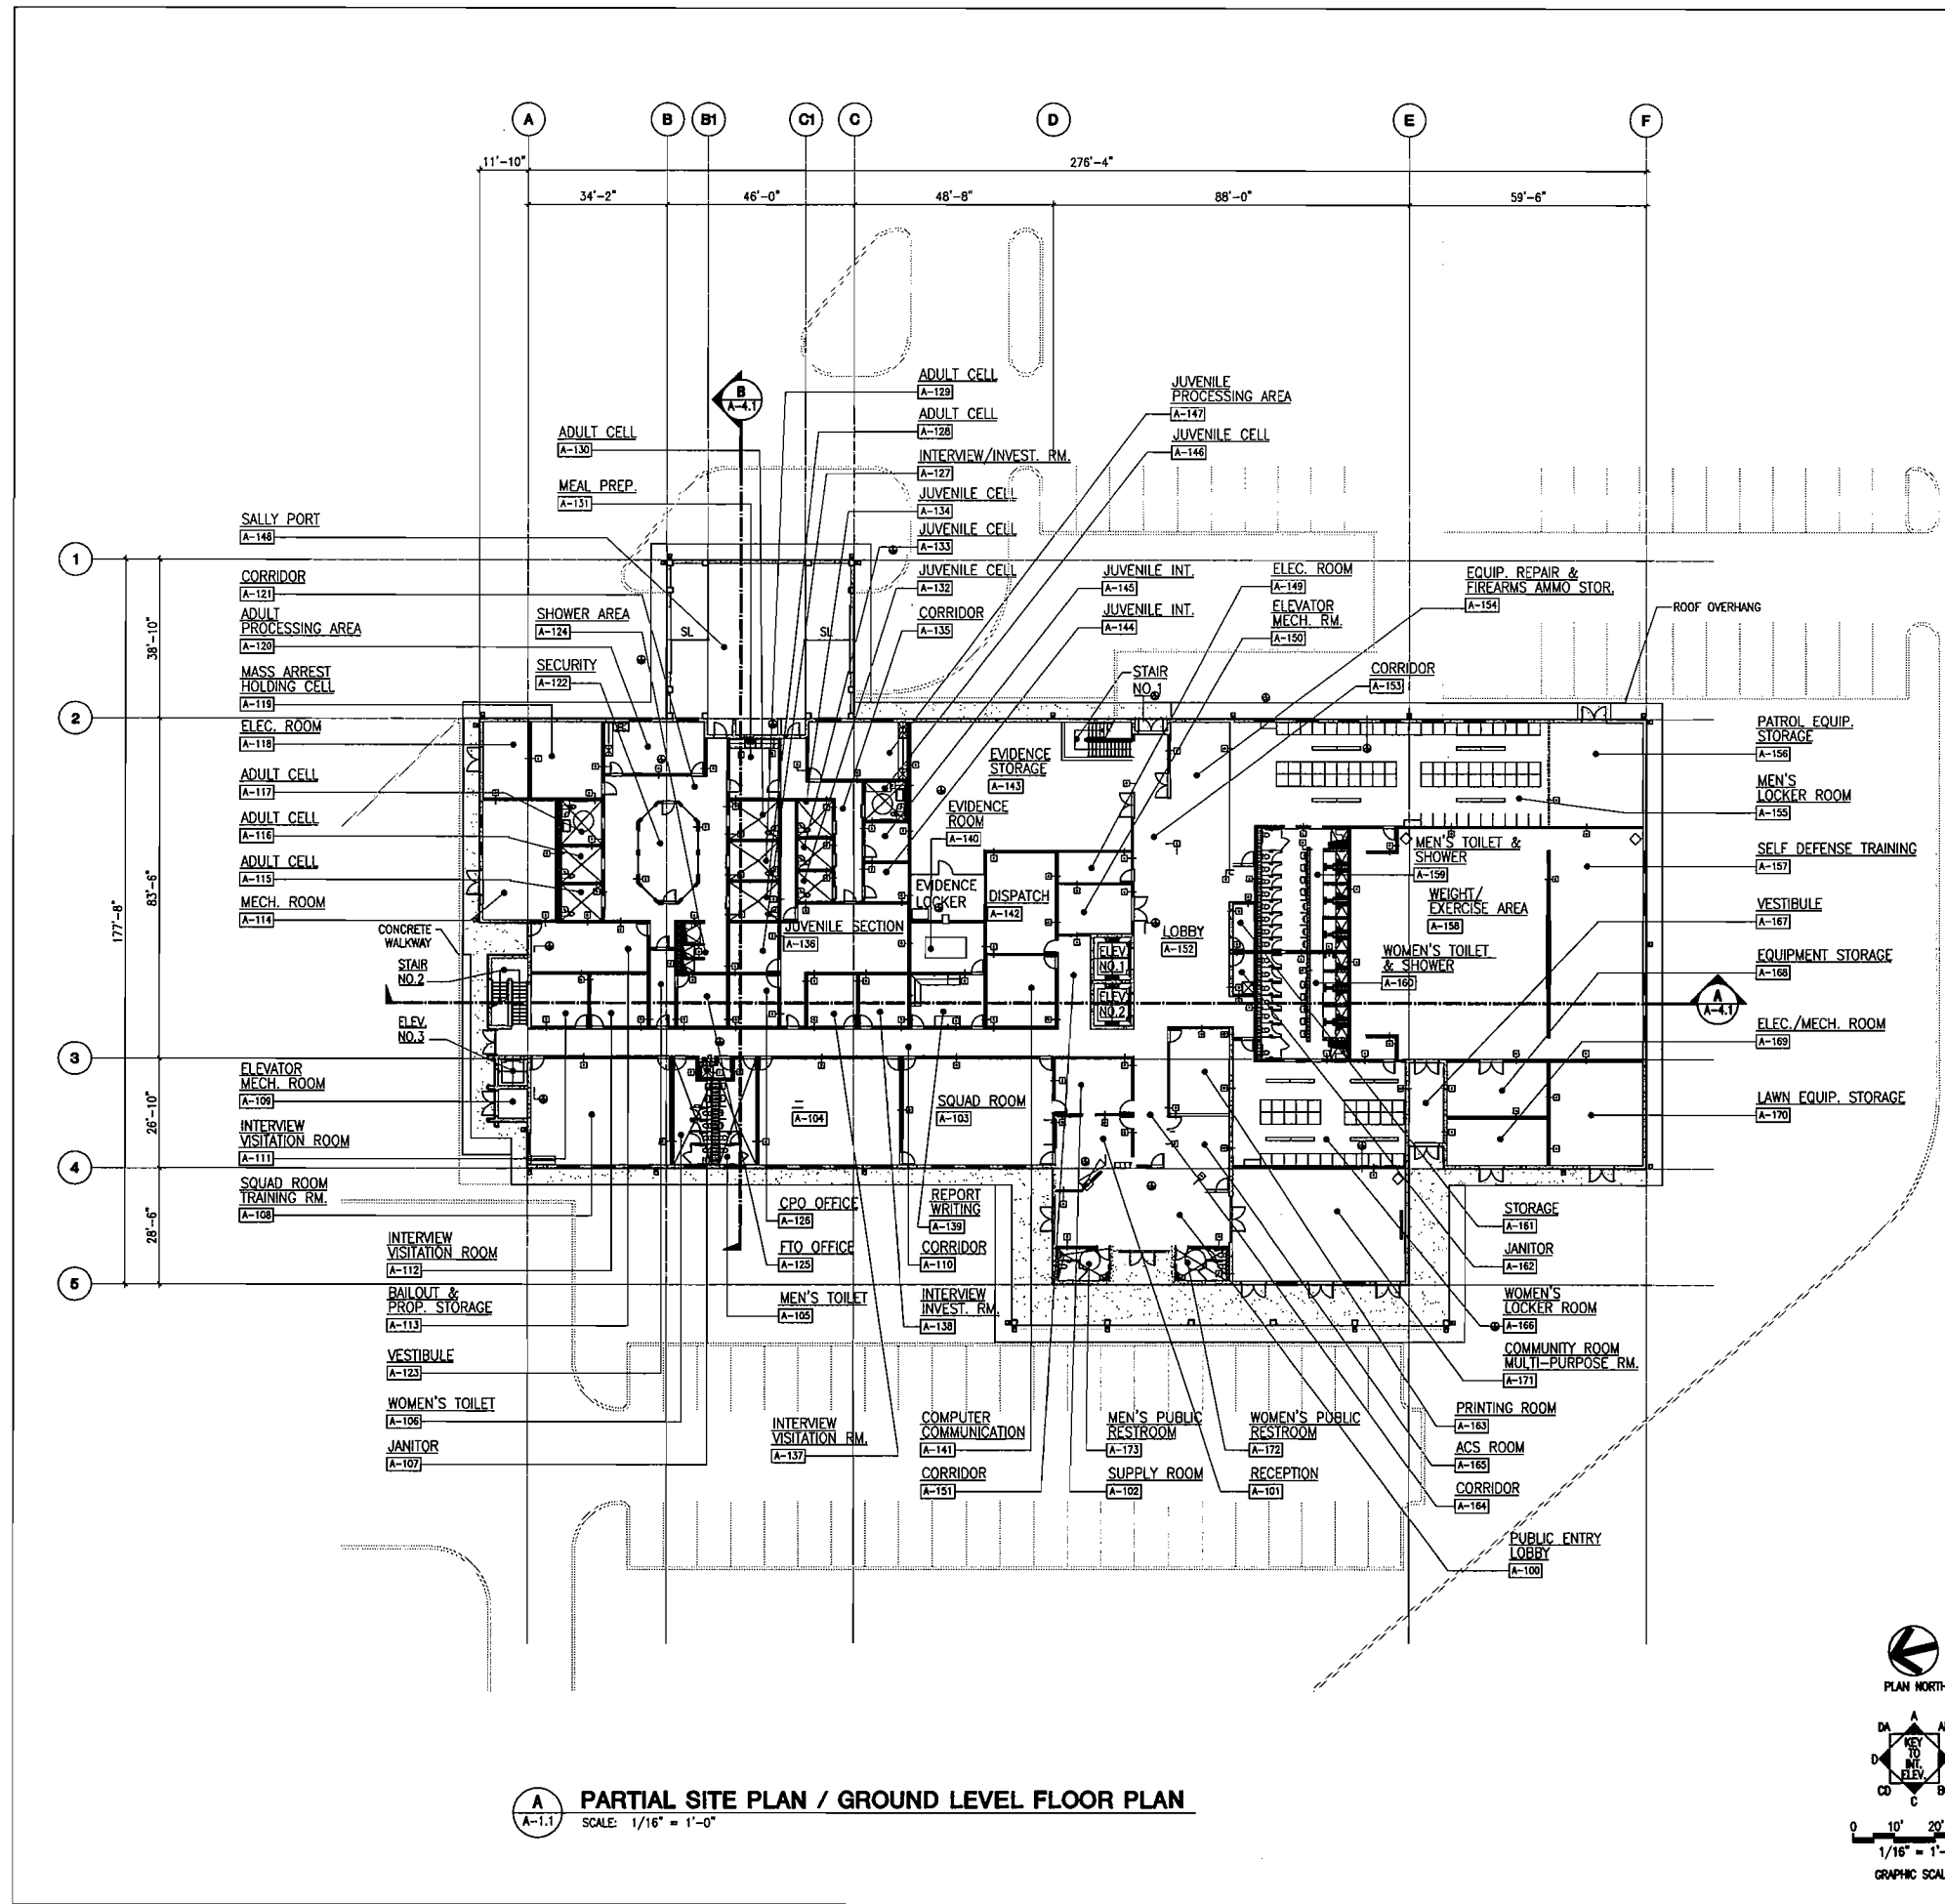 A
B
B1
C1
C
D
E
F
11'-10"
276'-4"
34'-2"
46'-0"
48'-8"
88'-0"
59'-6"
B
A-4.1
ADULT CELL
A-130
MEAL PREP.
A-131
ADULT CELL
A-129
ADULT CELL
A-128
INTERVIEW/INVEST. RM.
A-127
JUVENILE CELL
A-134
JUVENILE CELL
A-133
JUVENILE CELL
A-132
CORRIDOR
A-135
JUVENILE
PROCESSING AREA
A-147
JUVENILE CELL
A-146
JUVENILE INT.
A-145
JUVENILE INT.
A-144
ELEC. ROOM
A-149
ELEVATOR
MECH. RM.
A-150
EQUIP. REPAIR &
FIREARMS AMMO STOR.
A-154
ROOF OVERHANG
CORRIDOR
A-153
STAIR
NO.1
1
2
3
4
5
177'-8"
38'-10"
83'-6"
26'-10"
28'-6"
SALLY PORT
A-148
CORRIDOR
A-121
ADULT
PROCESSING AREA
A-120
MASS ARREST
HOLDING CELL
A-119
ELEC. ROOM
A-118
ADULT CELL
A-117
ADULT CELL
A-116
ADULT CELL
A-115
MECH. ROOM
A-114
SHOWER AREA
A-124
SECURITY
A-122
SL
SL
CONCRETE
WALKWAY
STAIR
NO.2
ELEV.
NO.3
ELEVATOR
MECH. ROOM
A-109
INTERVIEW
VISITATION ROOM
A-111
SQUAD ROOM
TRAINING RM.
A-108
INTERVIEW
VISITATION ROOM
A-112
BAILOUT &
PROP. STORAGE
A-113
VESTIBULE
A-123
WOMEN'S TOILET
A-106
JANITOR
A-107
EVIDENCE
STORAGE
A-143
EVIDENCE
ROOM
A-140
EVIDENCE
LOCKER
DISPATCH
A-142
JUVENILE SECTION
A-136
LOBBY
A-152
ELEV.
NO.1
ELEV.
NO.2
A-104
SQUAD ROOM
A-103
MEN'S TOILET &
SHOWER
A-159
WEIGHT/
EXERCISE AREA
A-158
WOMEN'S TOILET
& SHOWER
A-160
PATROL EQUIP.
STORAGE
A-156
MEN'S
LOCKER ROOM
A-155
SELF DEFENSE TRAINING
A-157
VESTIBULE
A-167
EQUIPMENT STORAGE
A-168
A
A-4.1
ELEC./MECH. ROOM
A-169
LAWN EQUIP. STORAGE
A-170
CPO OFFICE
A-126
FTO OFFICE
A-125
MEN'S TOILET
A-105
REPORT
WRITING
A-139
CORRIDOR
A-110
INTERVIEW
INVEST. RM.
A-138
INTERVIEW
VISITATION RM.
A-137
COMPUTER
COMMUNICATION
A-141
CORRIDOR
A-151
MEN'S PUBLIC
RESTROOM
A-173
SUPPLY ROOM
A-102
WOMEN'S PUBLIC
RESTROOM
A-172
RECEPTION
A-101
STORAGE
A-161
JANITOR
A-162
WOMEN'S
LOCKER ROOM
A-166
COMMUNITY ROOM
MULTI-PURPOSE RM.
A-171
PRINTING ROOM
A-163
ACS ROOM
A-165
CORRIDOR
A-164
PUBLIC ENTRY
LOBBY
A-100
PLAN NORTH
A
DA
D
CD
C
KEY
TO
INT.
ELEV.
0 10' 20'
1/16" = 1'-
GRAPHIC SCAL
A
A-1.1
PARTIAL SITE PLAN / GROUND LEVEL FLOOR PLAN
SCALE: 1/16" = 1'-0"